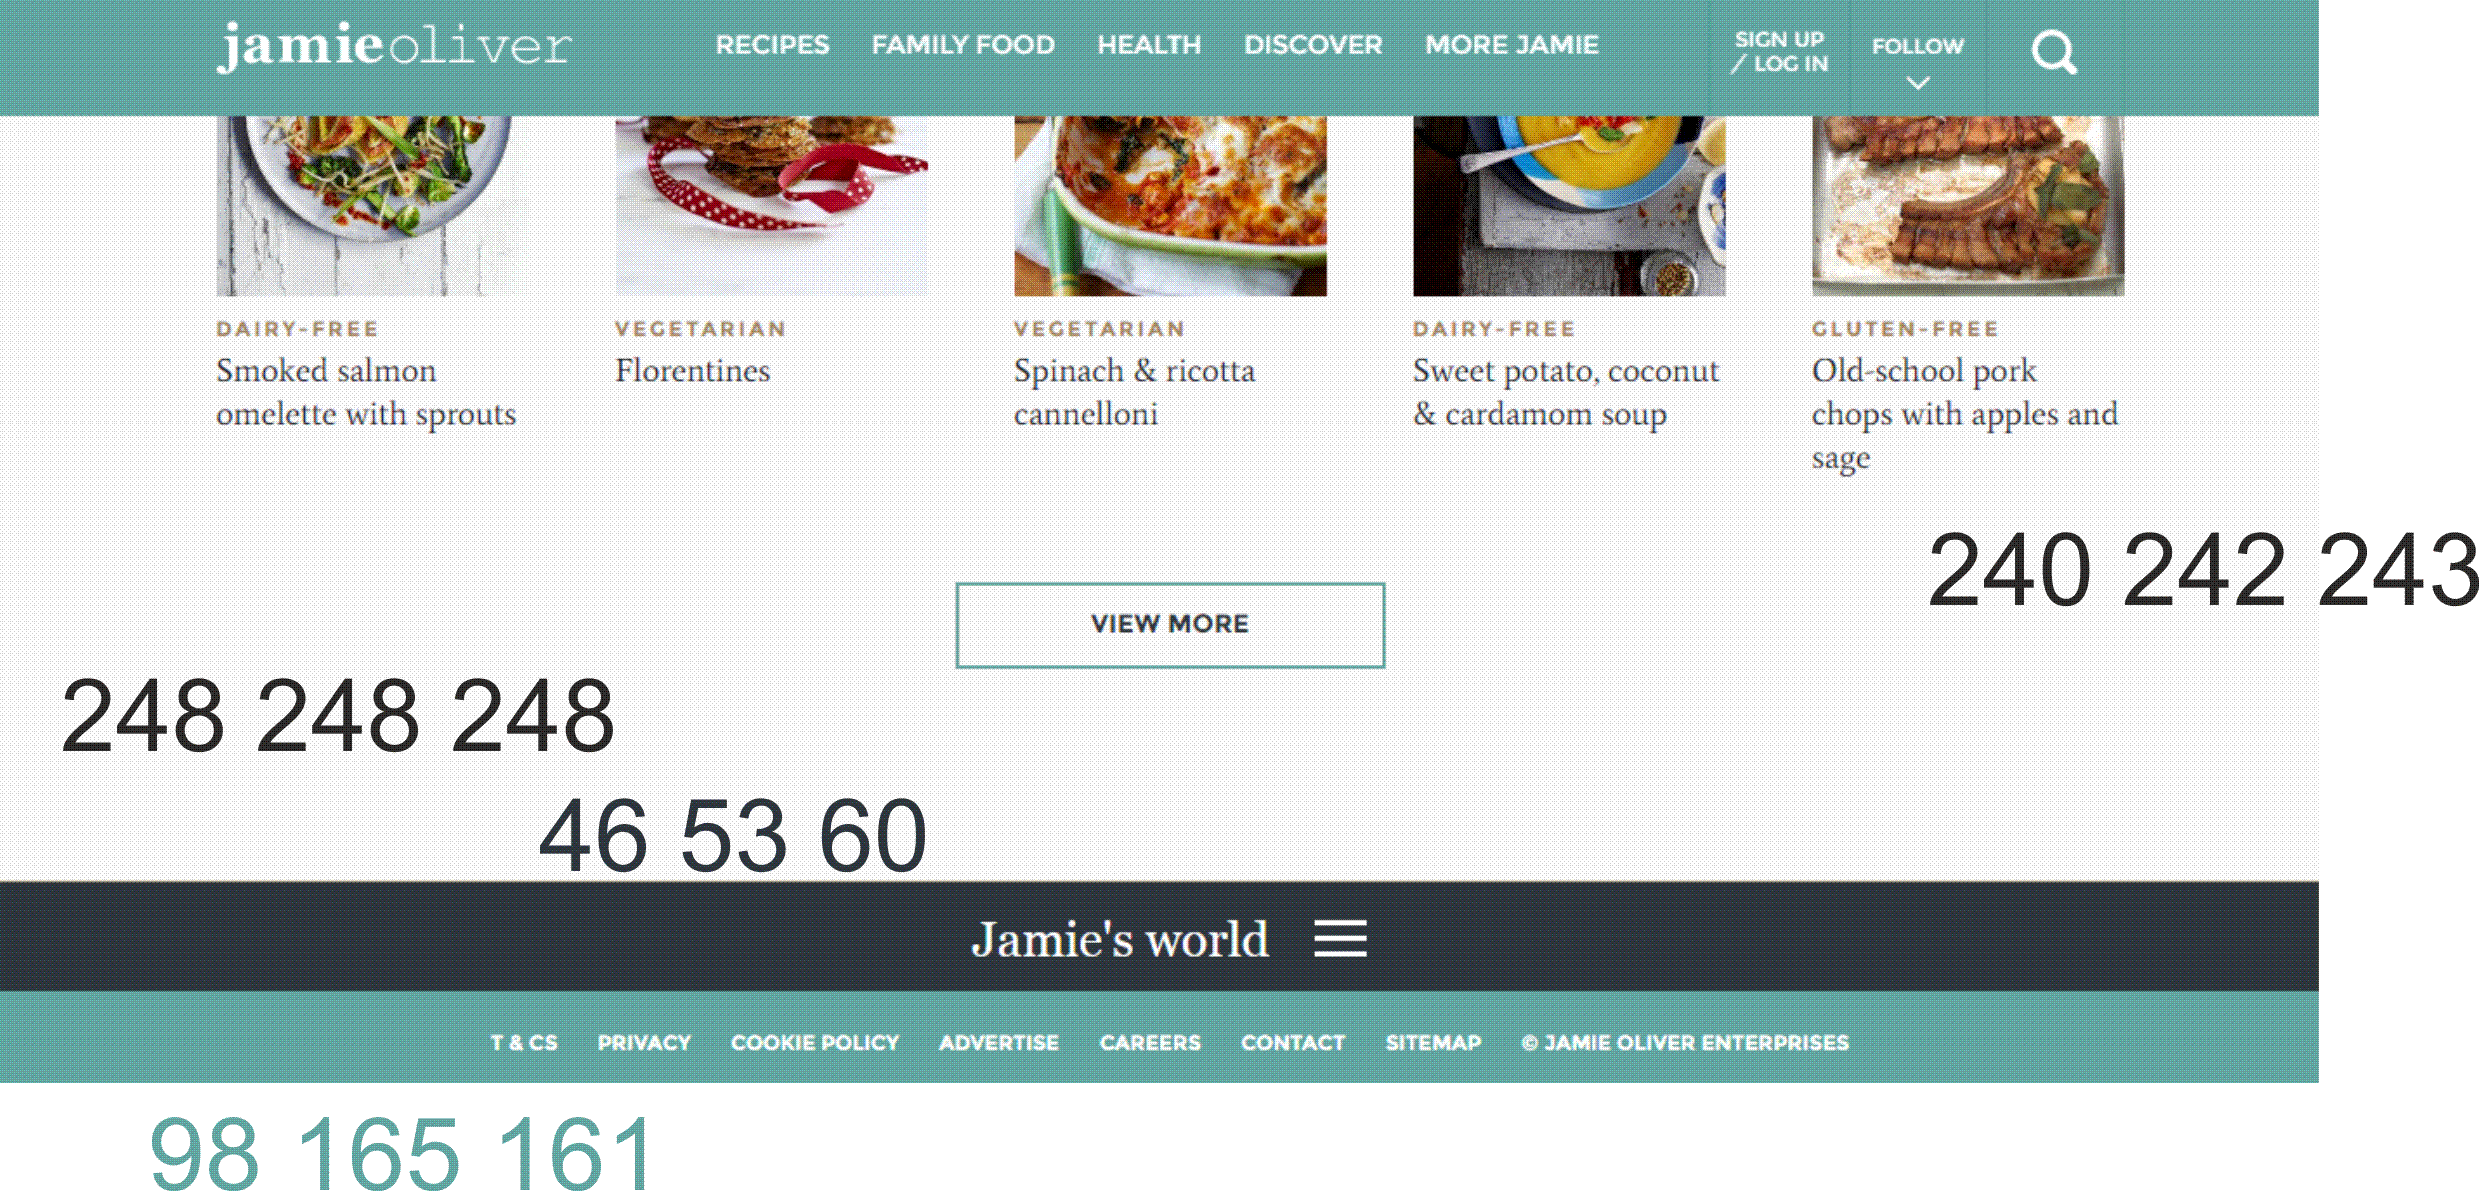 jamieoliver RECIPES FAMILY FOOD HEALTH DISCOVER MORE JAMIE SIGN UP / LOG IN FOLLOW
DAIRY-FREE
Smoked salmon
omelette with sprouts
VEGETARIAN
Florentines
VEGETARIAN
Spinach & ricotta
cannelloni
DAIRY-FREE
Sweet potato, coconut
& cardamom soup
GLUTEN-FREE
Old-school pork
chops with apples and
sage
240 242 243
VIEW MORE
248 248 248
46 53 60
Jamie's world
T & CS PRIVACY COOKIE POLICY ADVERTISE CAREERS CONTACT SITEMAP © JAMIE OLIVER ENTERPRISES
98 165 161